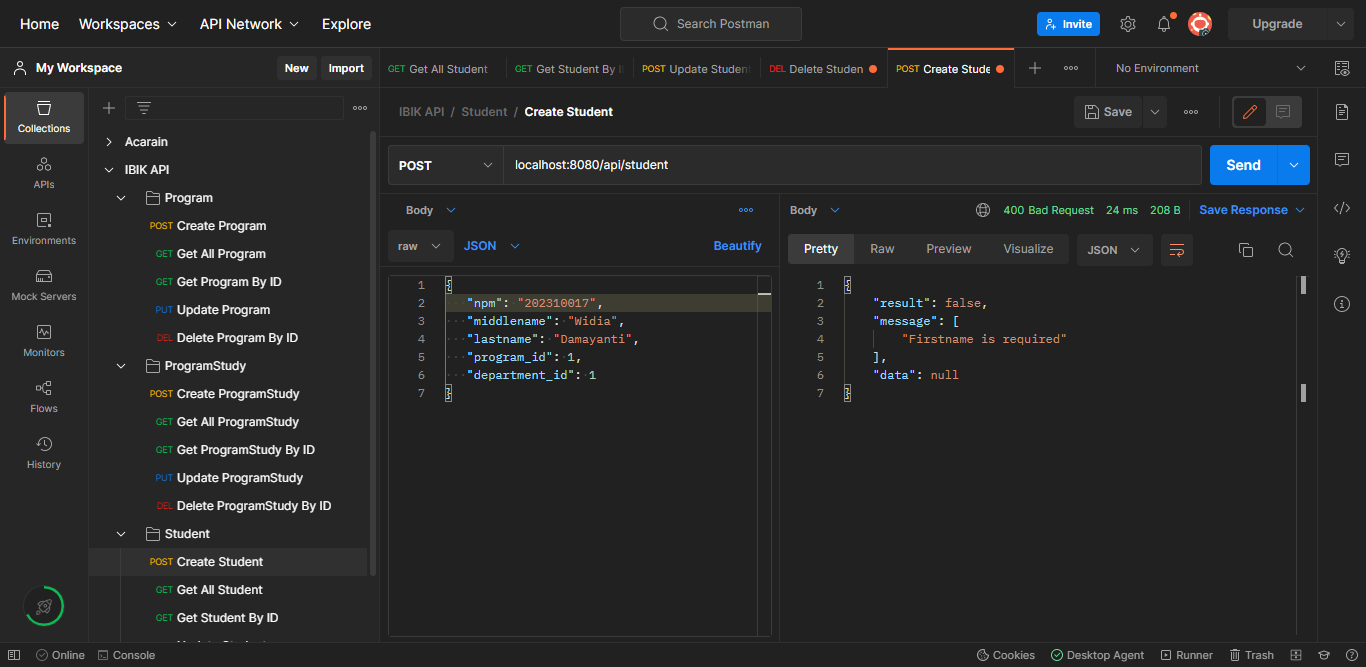 Home Workspaces API Network Explore Search Postman Invite Upgrade
My Workspace New Import
GET Get All Student GET Get Student By I POST Update Studen DEL Delete Studen POST Create Stude No Environment
Collections
APIs
Environments
Mock Servers
Monitors
Flows
History
Acarain
IBIK API
Program
POST Create Program
GET Get All Program
GET Get Program By ID
PUT Update Program
DEL Delete Program By ID
ProgramStudy
POST Create ProgramStudy
GET Get All ProgramStudy
GET Get ProgramStudy By ID
PUT Update ProgramStudy
DEL Delete ProgramStudy By ID
Student
POST Create Student
GET Get All Student
GET Get Student By ID
IBIK API / Student / Create Student Save
POST localhost:8080/api/student Send
Body
raw JSON Beautify
1 {
2 "npm": "202310017",
3 "middlename": "Widia",
4 "lastname": "Damayanti",
5 "program_id": 1,
6 "department_id": 1
7 }
Body 400 Bad Request 24 ms 208 B Save Response
Pretty Raw Preview Visualize JSON
1 {
2 "result": false,
3 "message": [
4 "Firstname is required"
5 ],
6 "data": null
7 }
Online Console Cookies Desktop Agent Runner Trash